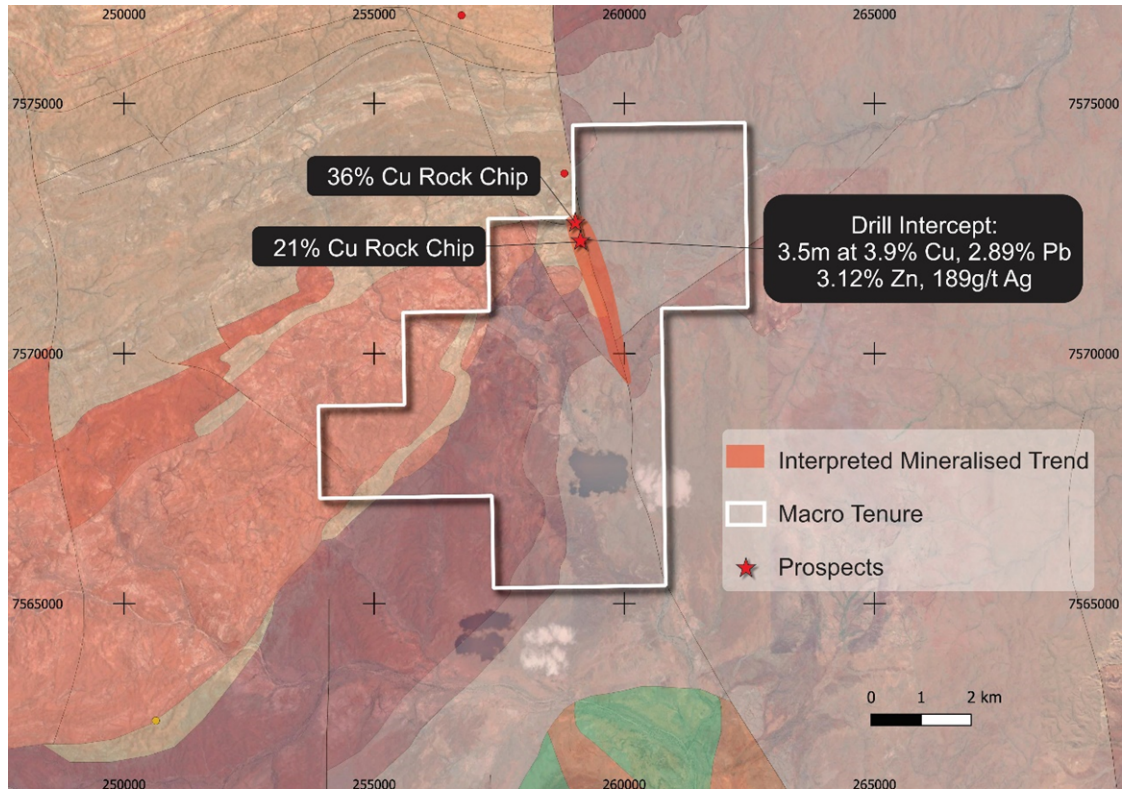 250000 255000 260000 265000
7575000 7575000
36% Cu Rock Chip
21% Cu Rock Chip
Drill Intercept:
3.5m at 3.9% Cu, 2.89% Pb
3.12% Zn, 189g/t Ag
7570000 7570000
Interpreted Mineralised Trend
Macro Tenure
Prospects
7565000 7565000
0 1 2 km
250000 255000 260000 265000